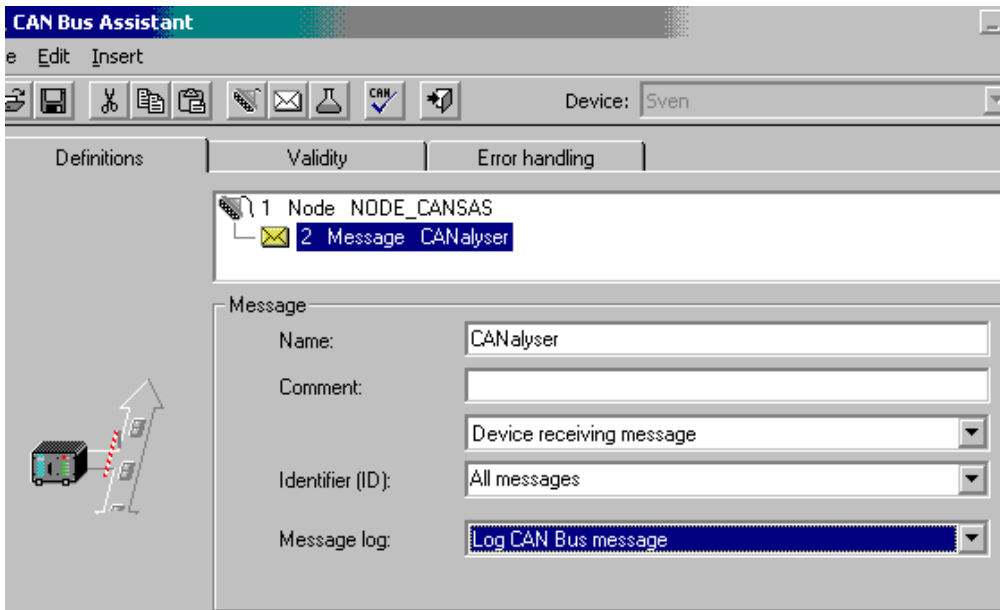 CAN Bus Assistant
e Edit Insert
CAN Device: Sven
Definitions Validity Error handling
1 Node NODE_CANSAS
2 Message CANalyser
Message
Name: CANalyser
Comment:
Device receiving message
Identifier (ID): All messages
Message log: Log CAN Bus message